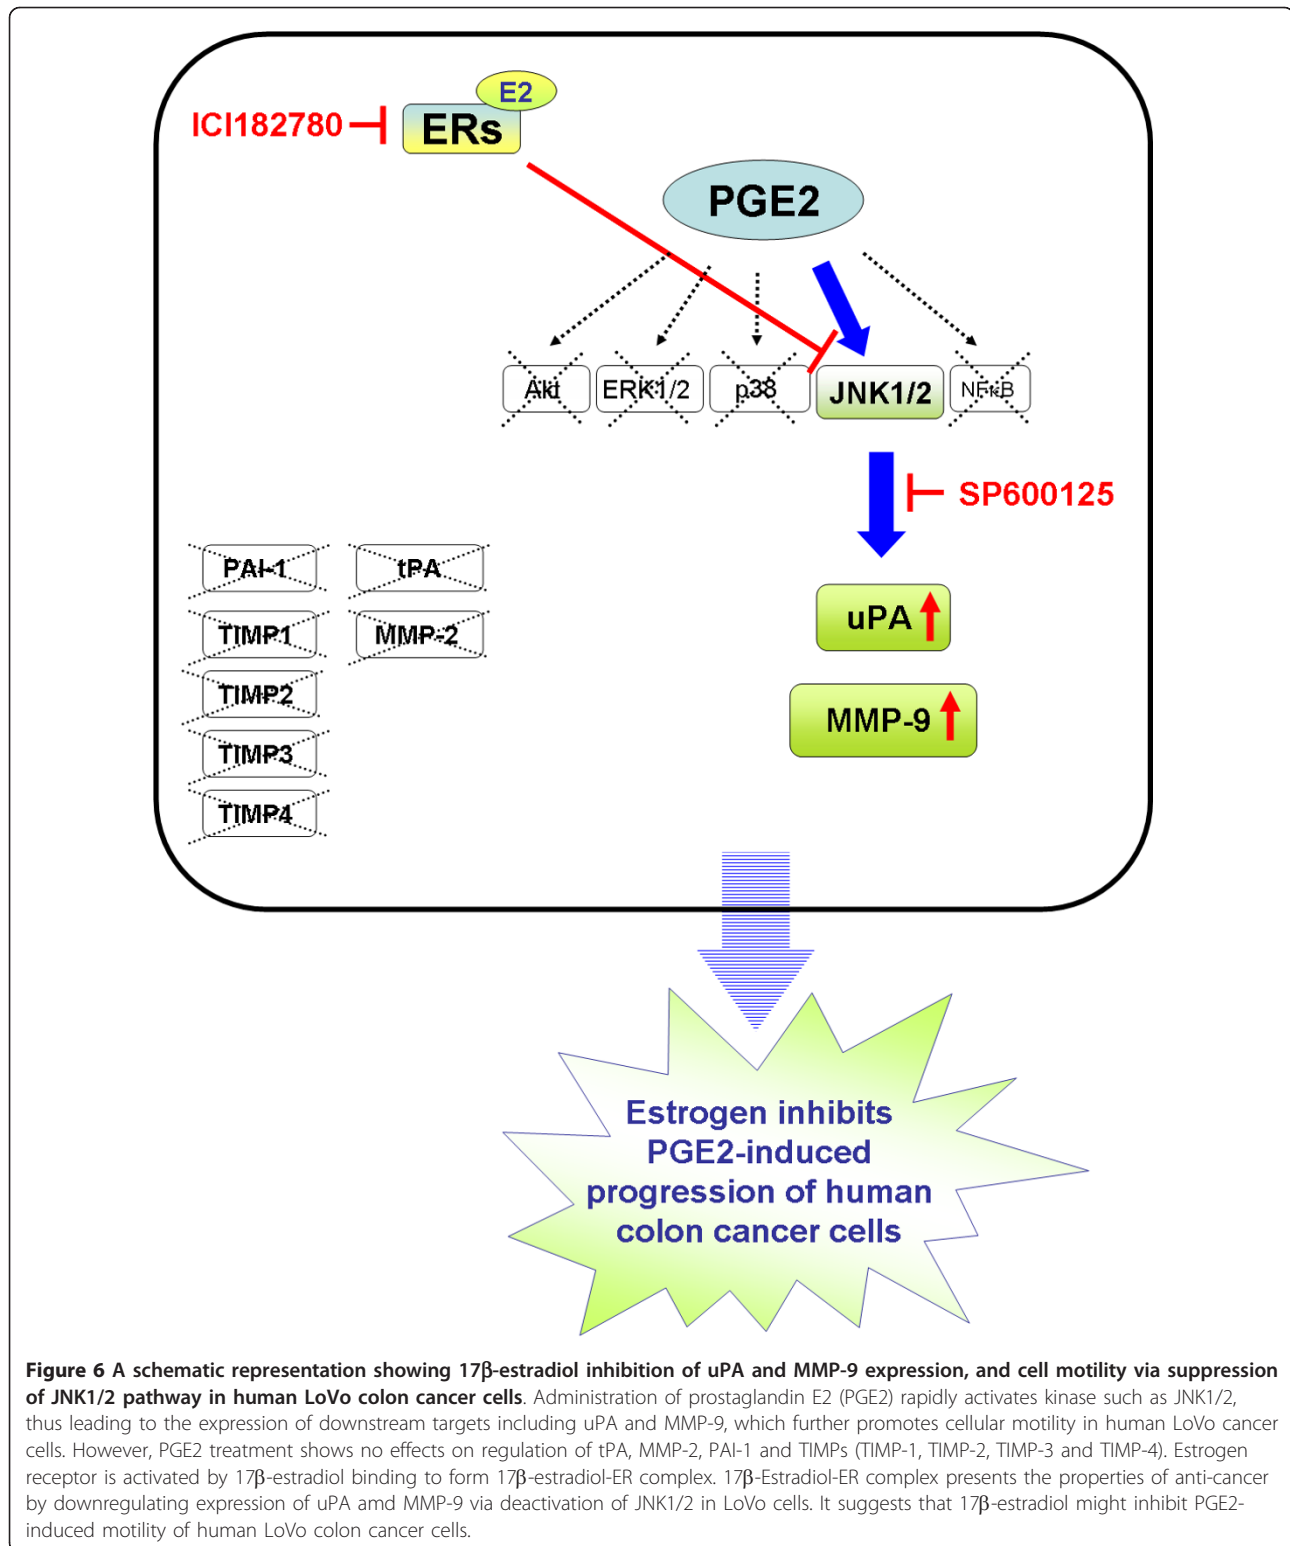 E2
ICI182780
ERs
PGE2
Akt
ERK1/2
p38
JNK1/2
NFκB
SP600125
PAI-1
tPA
uPA
TIMP1
MMP-2
TIMP2
MMP-9
TIMP3
TIMP4
Estrogen inhibits
PGE2-induced
progression of human
colon cancer cells
Figure 6 A schematic representation showing 17β-estradiol inhibition of uPA and MMP-9 expression, and cell motility via suppression
of JNK1/2 pathway in human LoVo colon cancer cells. Administration of prostaglandin E2 (PGE2) rapidly activates kinase such as JNK1/2,
thus leading to the expression of downstream targets including uPA and MMP-9, which further promotes cellular motility in human LoVo cancer
cells. However, PGE2 treatment shows no effects on regulation of tPA, MMP-2, PAI-1 and TIMPs (TIMP-1, TIMP-2, TIMP-3 and TIMP-4). Estrogen
receptor is activated by 17β-estradiol binding to form 17β-estradiol-ER complex. 17β-Estradiol-ER complex presents the properties of anti-cancer
by downregulating expression of uPA amd MMP-9 via deactivation of JNK1/2 in LoVo cells. It suggests that 17β-estradiol might inhibit PGE2-
induced motility of human LoVo colon cancer cells.